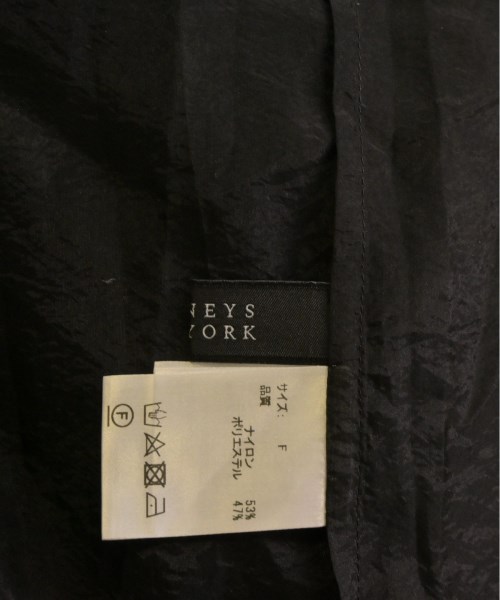 NEYS
YORK
サイズ: F
品質
ナイロン 53%
ポリエステル 47%
F